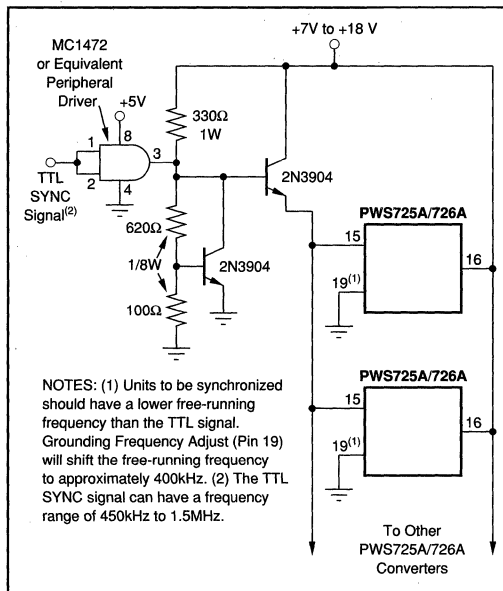 +7V to +18 V
MC1472
or Equivalent
Peripheral
Driver
+5V
1
8
3
2
4
TTL
SYNC
Signal(2)
330Ω
1W
2N3904
620Ω
1/8W
2N3904
100Ω
PWS725A/726A
15
16
19(1)
PWS725A/726A
15
16
19(1)
NOTES: (1) Units to be synchronized
should have a lower free-running
frequency than the TTL signal.
Grounding Frequency Adjust (Pin 19)
will shift the free-running frequency
to approximately 400kHz. (2) The TTL
SYNC signal can have a frequency
range of 450kHz to 1.5MHz.
To Other
PWS725A/726A
Converters